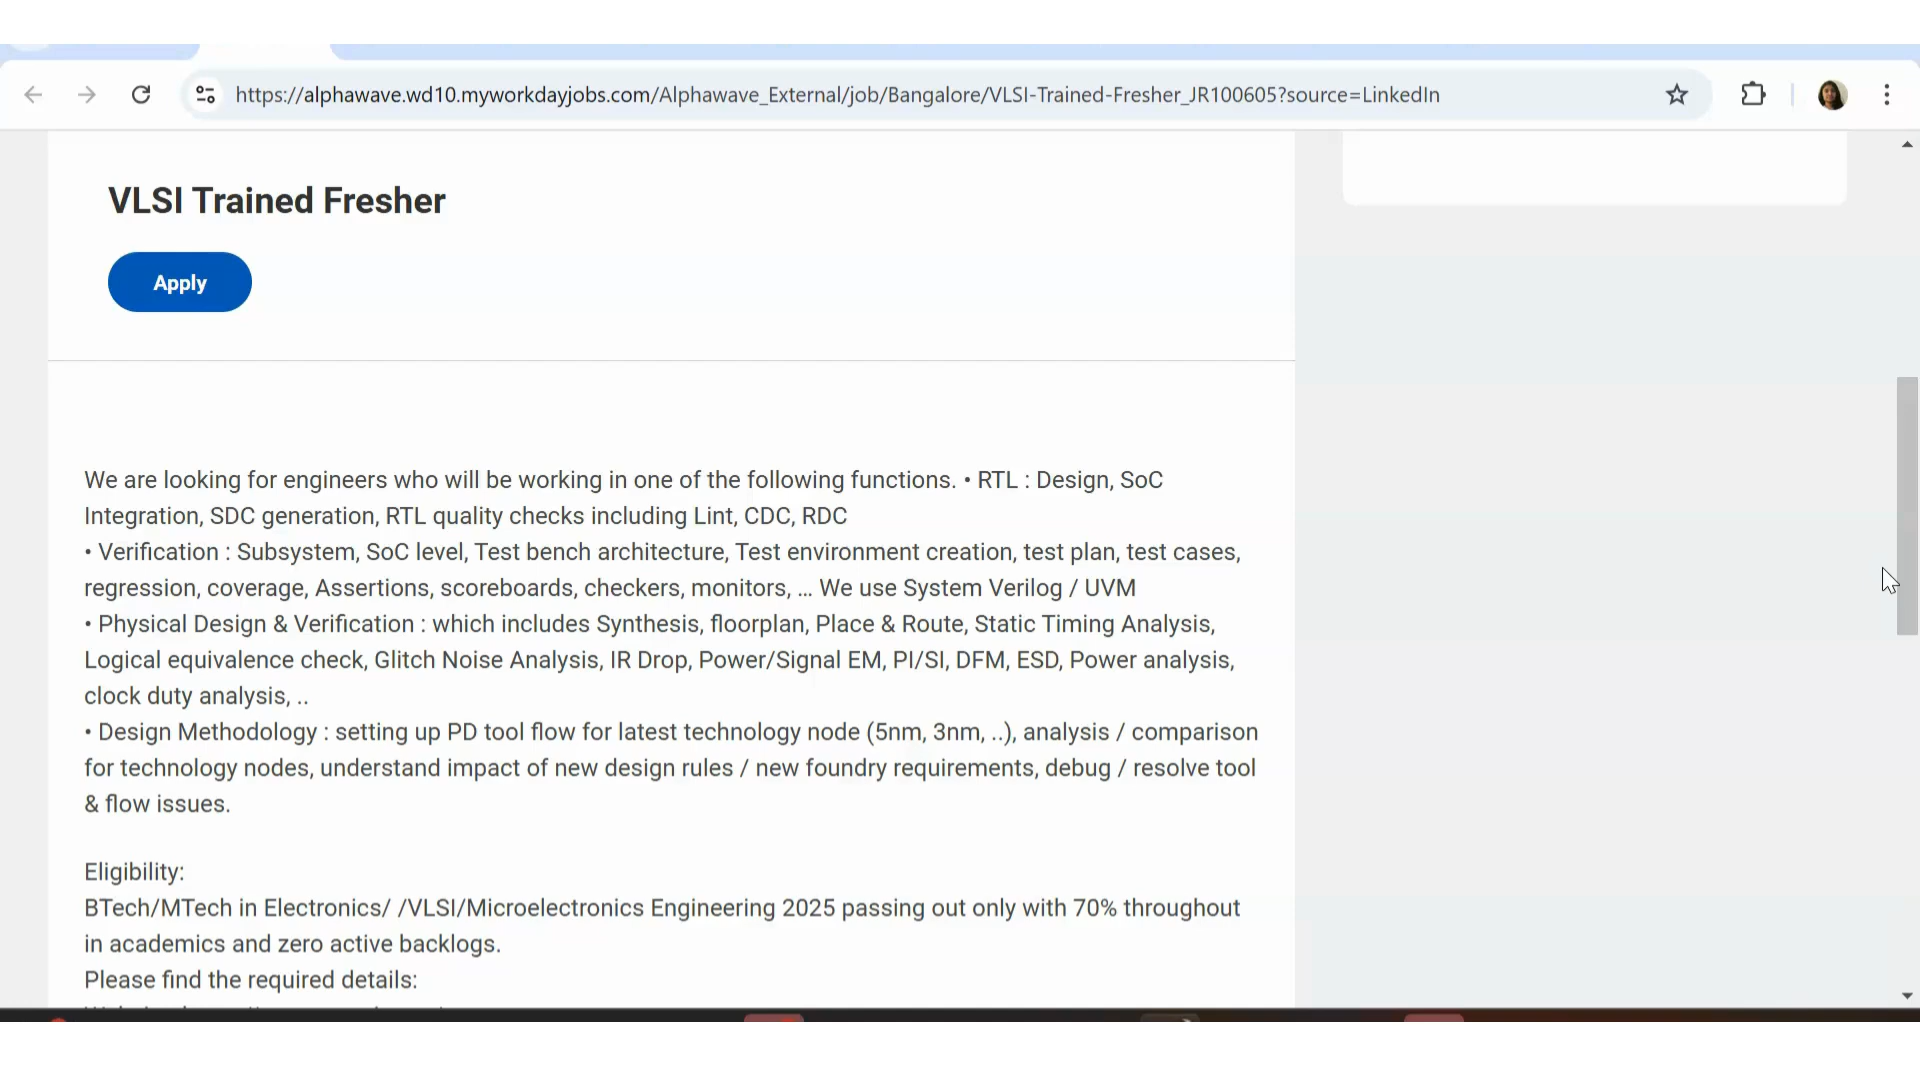 https://alphawave.wd10.myworkdayjobs.com/Alphawave_External/job/Bangalore/VLSI-Trained-Fresher_JR100605?source=LinkedIn
VLSI Trained Fresher
Apply
We are looking for engineers who will be working in one of the following functions. • RTL : Design, SoC
Integration, SDC generation, RTL quality checks including Lint, CDC, RDC
• Verification : Subsystem, SoC level, Test bench architecture, Test environment creation, test plan, test cases,
regression, coverage, Assertions, scoreboards, checkers, monitors, ... We use System Verilog / UVM
• Physical Design & Verification : which includes Synthesis, floorplan, Place & Route, Static Timing Analysis,
Logical equivalence check, Glitch Noise Analysis, IR Drop, Power/Signal EM, PI/SI, DFM, ESD, Power analysis,
clock duty analysis, ..
• Design Methodology : setting up PD tool flow for latest technology node (5nm, 3nm, ..), analysis / comparison
for technology nodes, understand impact of new design rules / new foundry requirements, debug / resolve tool
& flow issues.
Eligibility:
BTech/MTech in Electronics/ /VLSI/Microelectronics Engineering 2025 passing out only with 70% throughout
in academics and zero active backlogs.
Please find the required details: